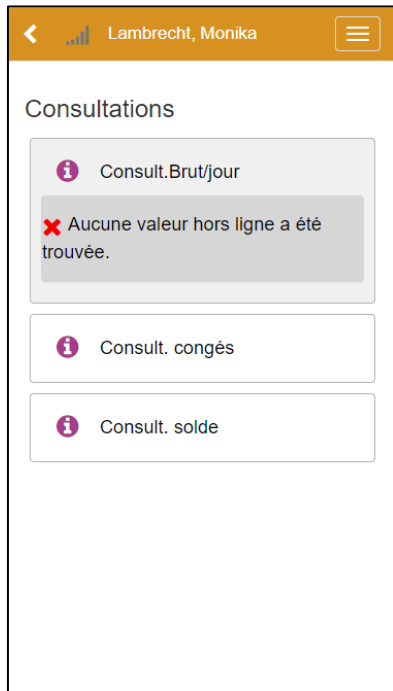 Lambrecht, Monika
Consultations
Consult.Brut/jour
Aucune valeur hors ligne a été
trouvée.
Consult. congés
Consult. solde